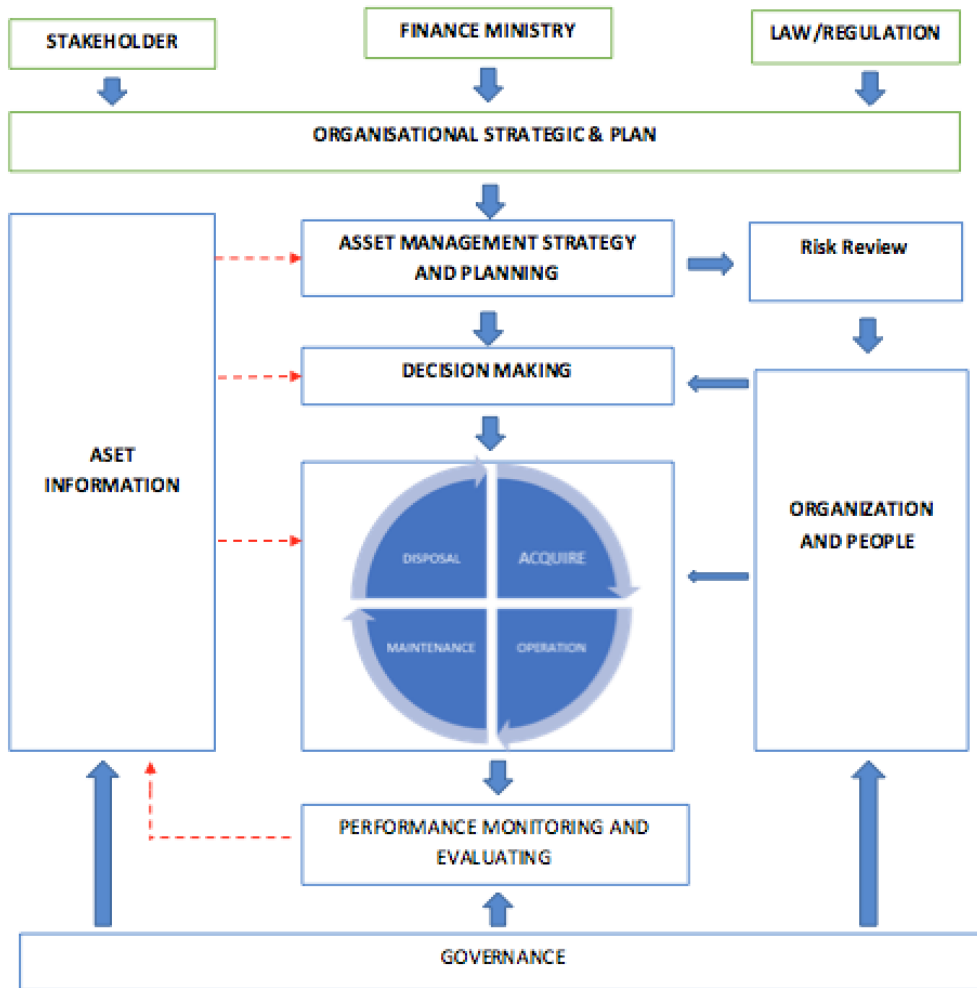 STAKEHOLDER
FINANCE MINISTRY
LAW/REGULATION
ORGANISATIONAL STRATEGIC & PLAN
ASSET MANAGEMENT STRATEGY
AND PLANNING
Risk Review
DECISION MAKING
ASET
INFORMATION
ORGANIZATION
AND PEOPLE
DISPOSAL
ACQUIRE
MAINTENANCE
OPERATION
PERFORMANCE MONITORING AND
EVALUATING
GOVERNANCE